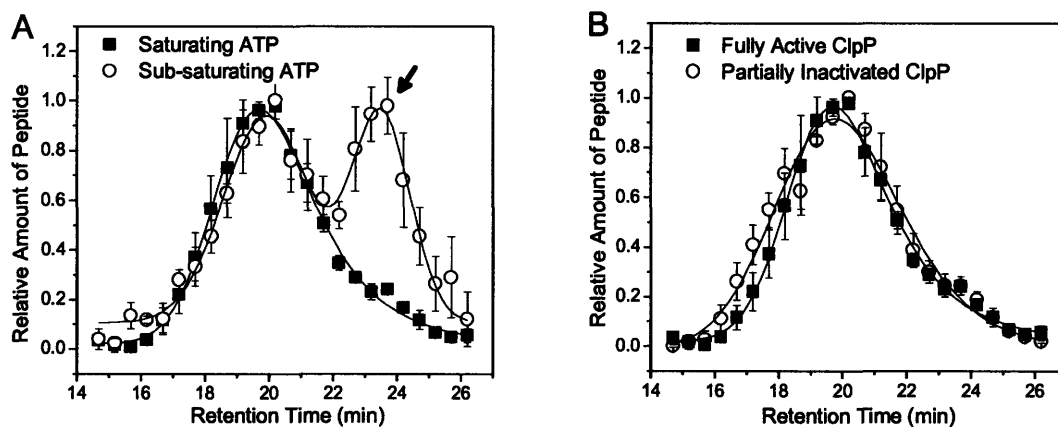 A
Saturating ATP
Sub-saturating ATP
Relative Amount of Peptide
1.2
1.0
0.8
0.6
0.4
0.2
0.0
14 16 18 20 22 24 26
Retention Time (min)
B
Fully Active ClpP
Partially Inactivated ClpP
Relative Amount of Peptide
1.2
1.0
0.8
0.6
0.4
0.2
0.0
14 16 18 20 22 24 26
Retention Time (min)